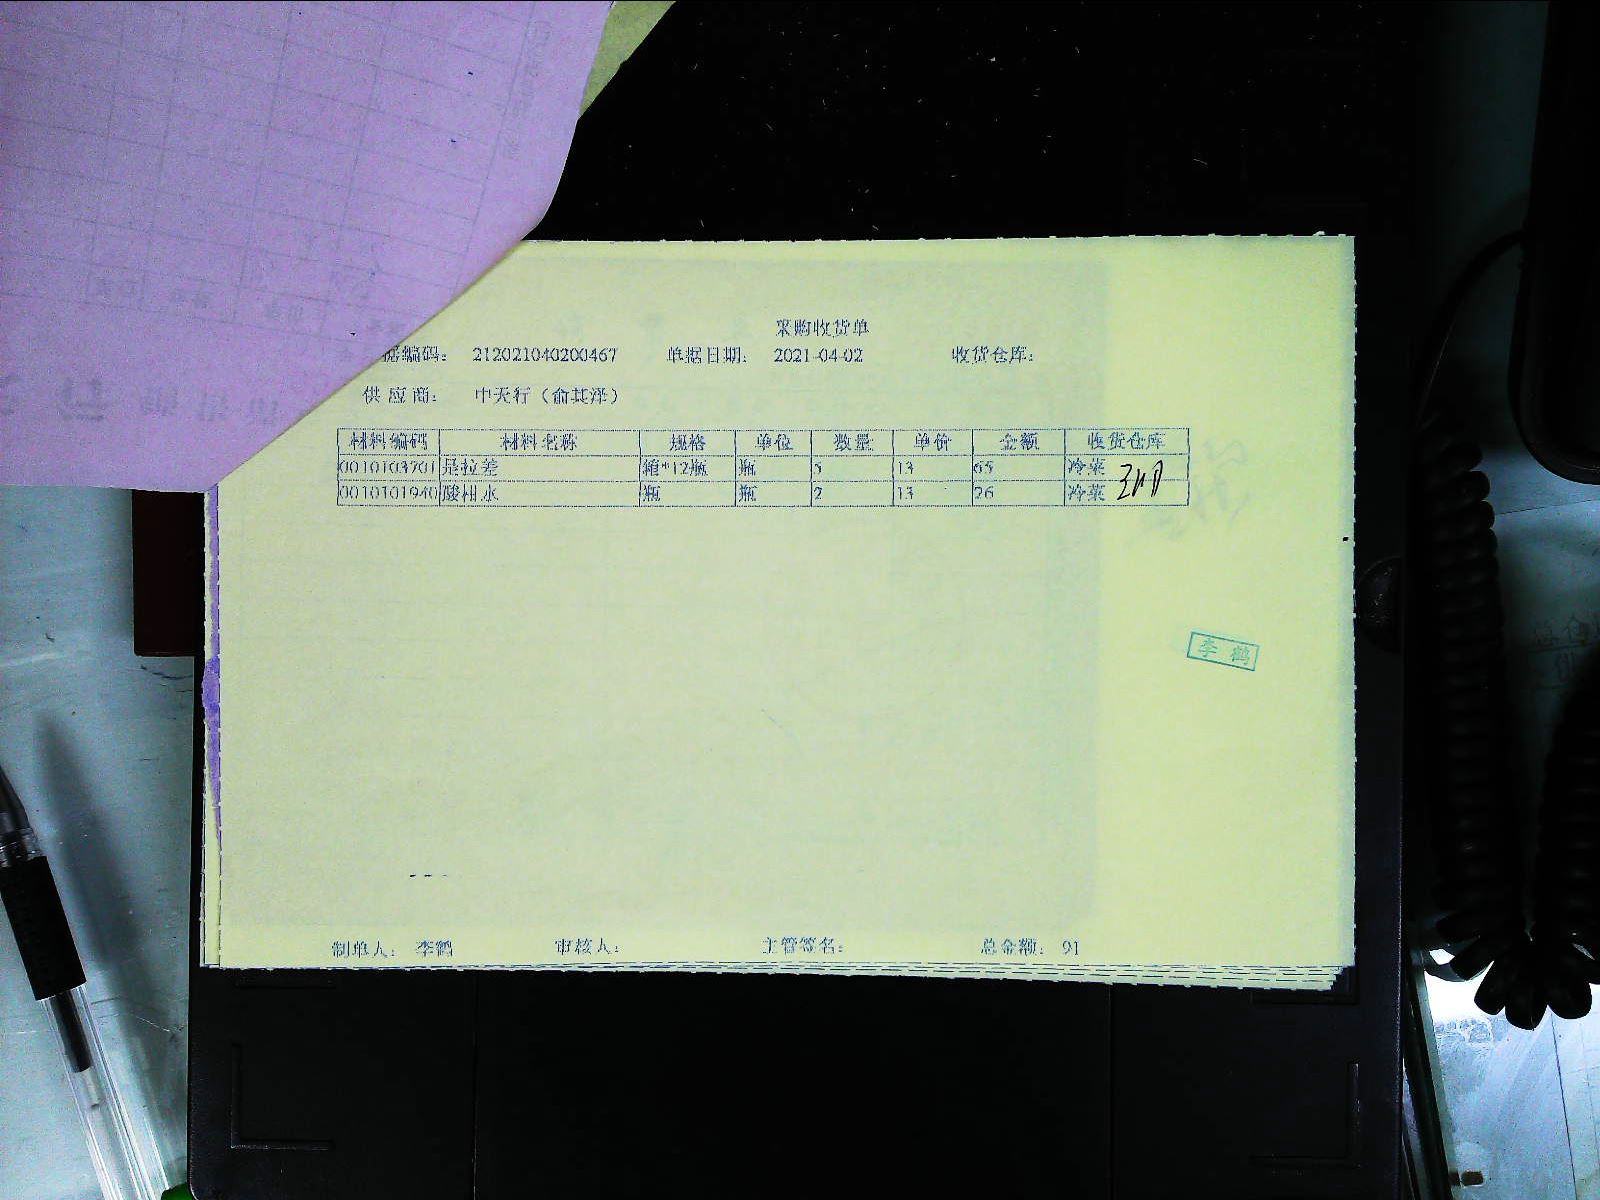 采购收货单
据编码： 212021040200467 单据日期： 2021-04-02 收货仓库：
供应商： 中天行（俞其泽）
材料编码 材料名称 规格 单位 数量 单价 金额 收货仓库
0010103701 是拉差 箱*12瓶 瓶 5 13 65 冷菜
0010101940 酸柑水 瓶 瓶 2 13 26 冷菜
李鹤
制单人： 李鹤 审核人： 主管签名： 总金额： 91